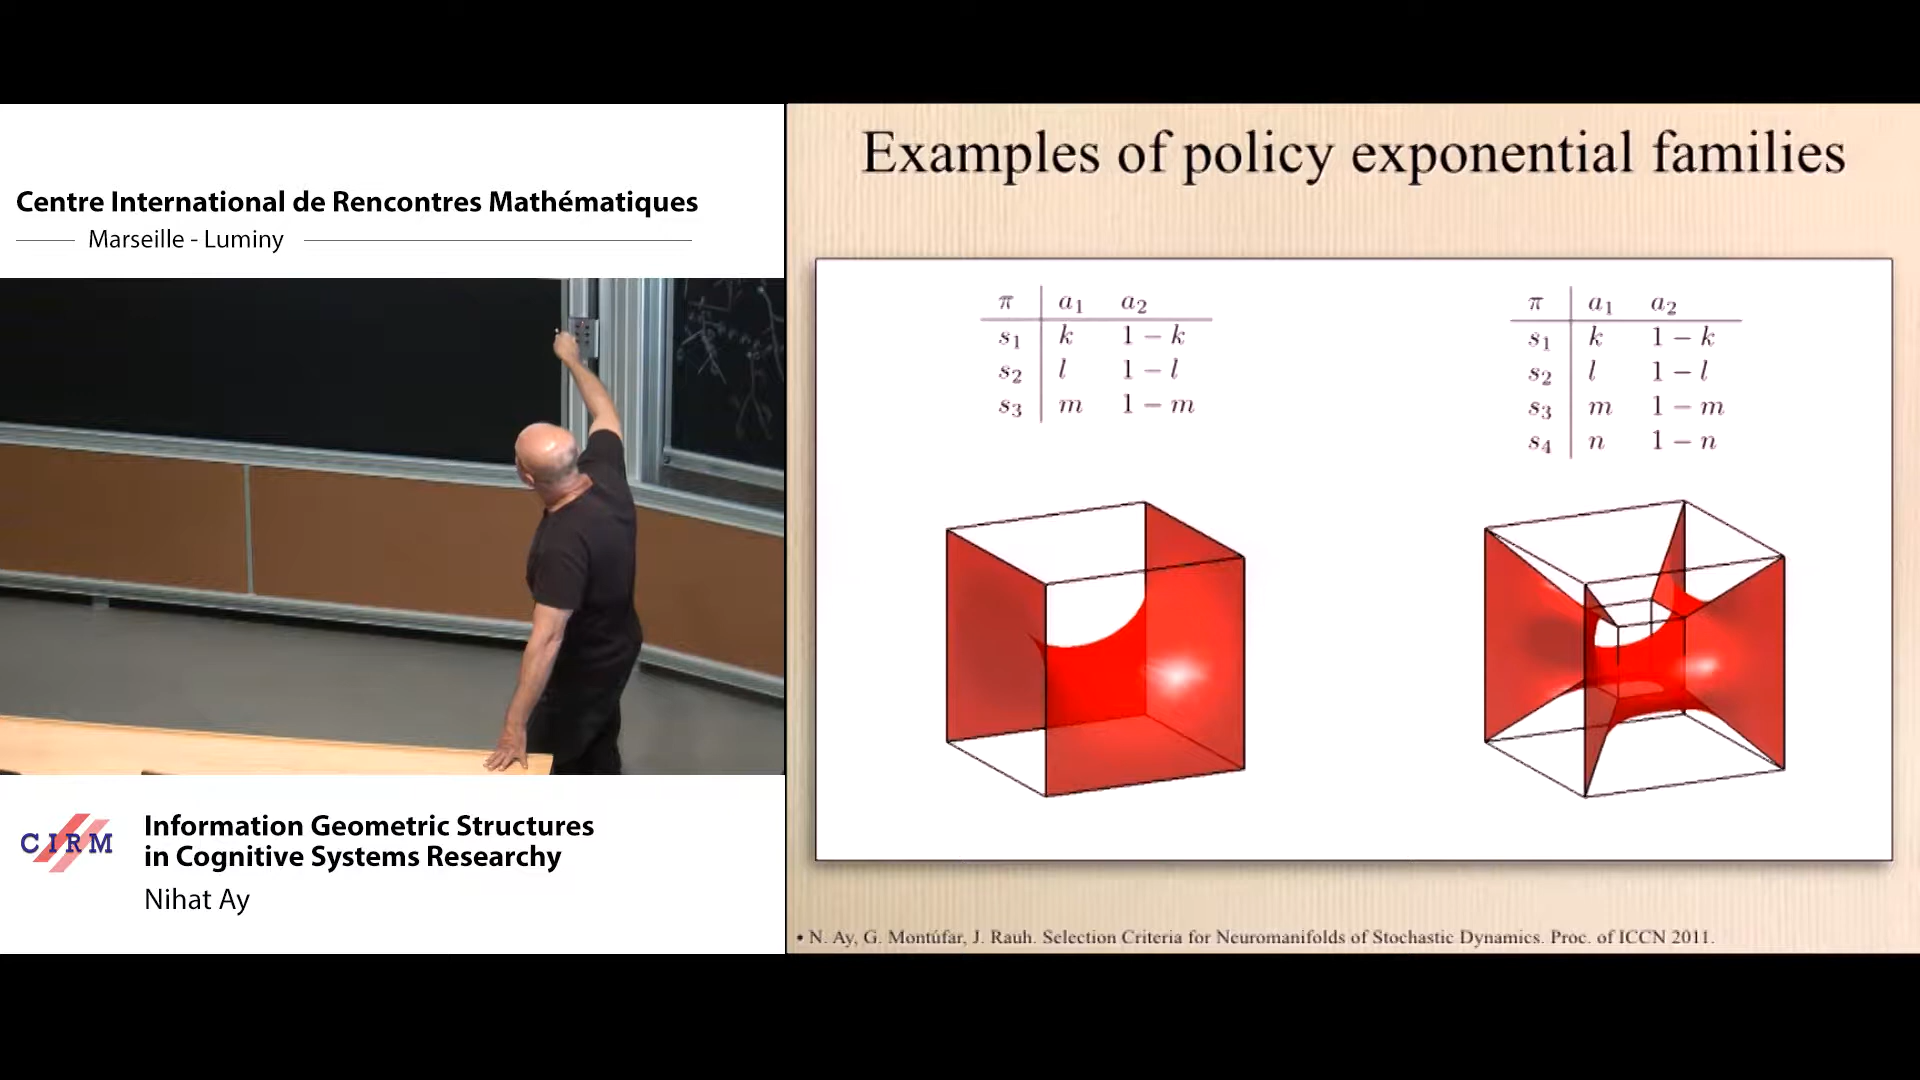 Centre International de Rencontres Mathématiques
Marseille - Luminy
CIRM
Information Geometric Structures
in Cognitive Systems Researchy
Nihat Ay
Examples of policy exponential families
π a₁ a₂
s₁ k 1 − k
s₂ l 1 − l
s₃ m 1 − m
π a₁ a₂
s₁ k 1 − k
s₂ l 1 − l
s₃ m 1 − m
s₄ n 1 − n
• N. Ay, G. Montúfar, J. Rauh. Selection Criteria for Neuromanifolds of Stochastic Dynamics. Proc. of ICCN 2011.